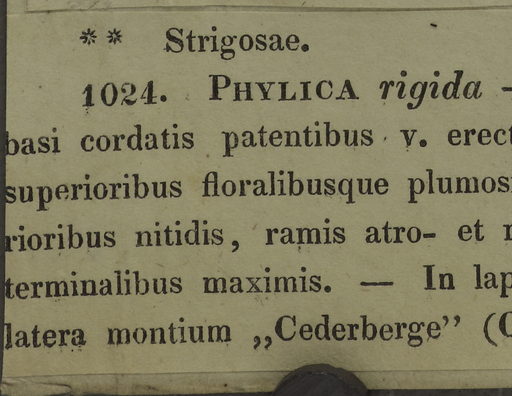 ** Strigosae.
1024. PHYLICA rigida -
basi cordatis patentibus v. erect
superioribus floralibusque plumos
rioribus nitidis, ramis atro- et r
terminalibus maximis. — In lap
latera montium „Cederberge” (C